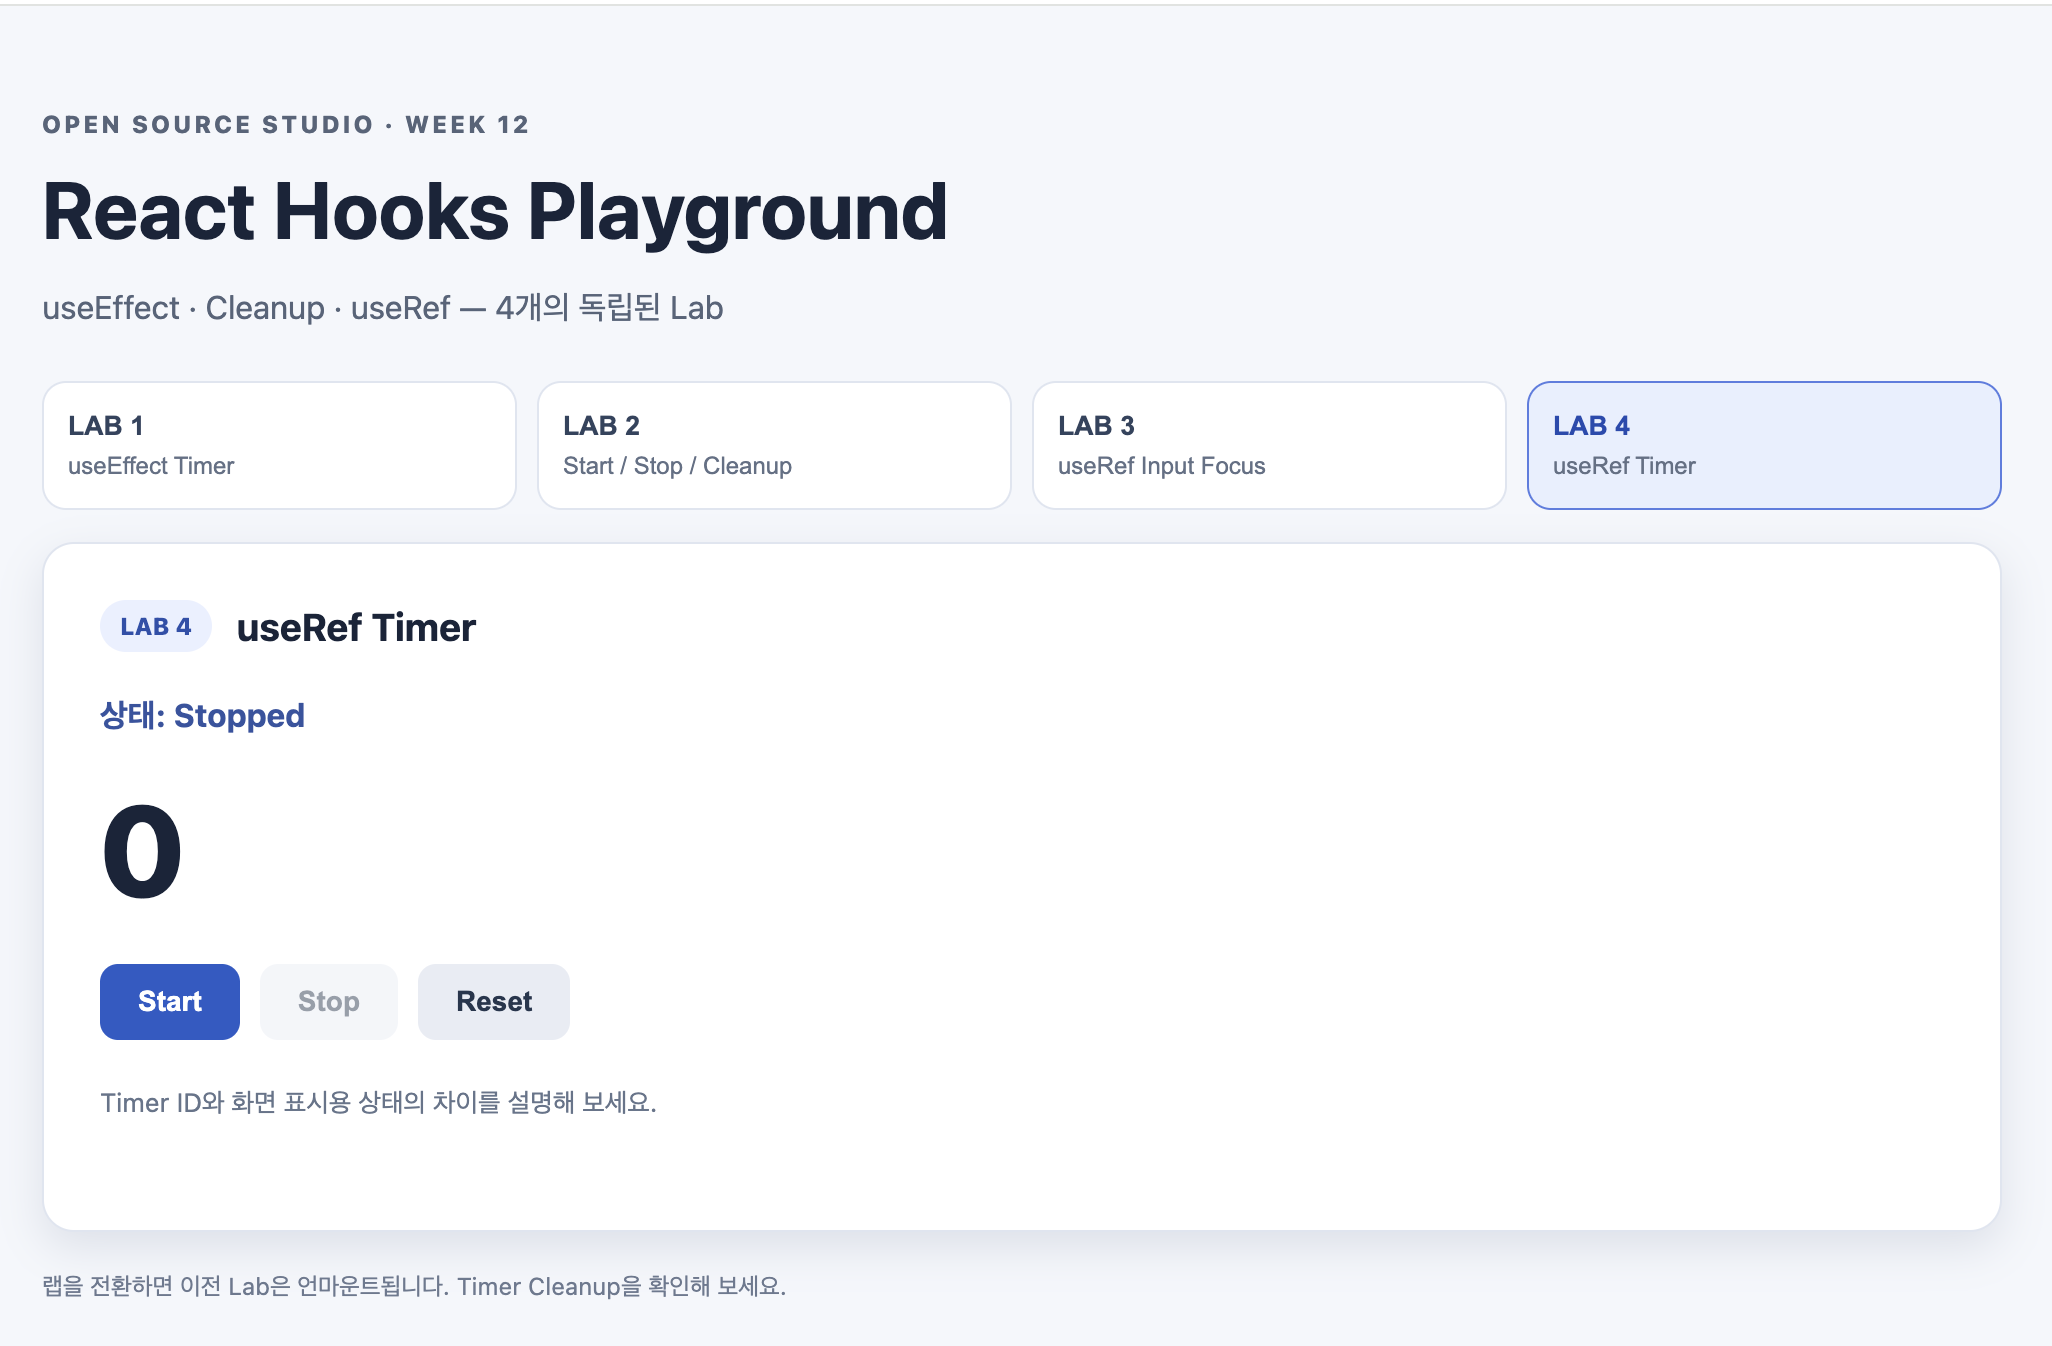 OPEN SOURCE STUDIO · WEEK 12
React Hooks Playground
useEffect · Cleanup · useRef — 4개의 독립된 Lab
LAB 1
useEffect Timer
LAB 2
Start / Stop / Cleanup
LAB 3
useRef Input Focus
LAB 4
useRef Timer
LAB 4 useRef Timer
상태: Stopped
0
Start Stop Reset
Timer ID와 화면 표시용 상태의 차이를 설명해 보세요.
랩을 전환하면 이전 Lab은 언마운트됩니다. Timer Cleanup을 확인해 보세요.